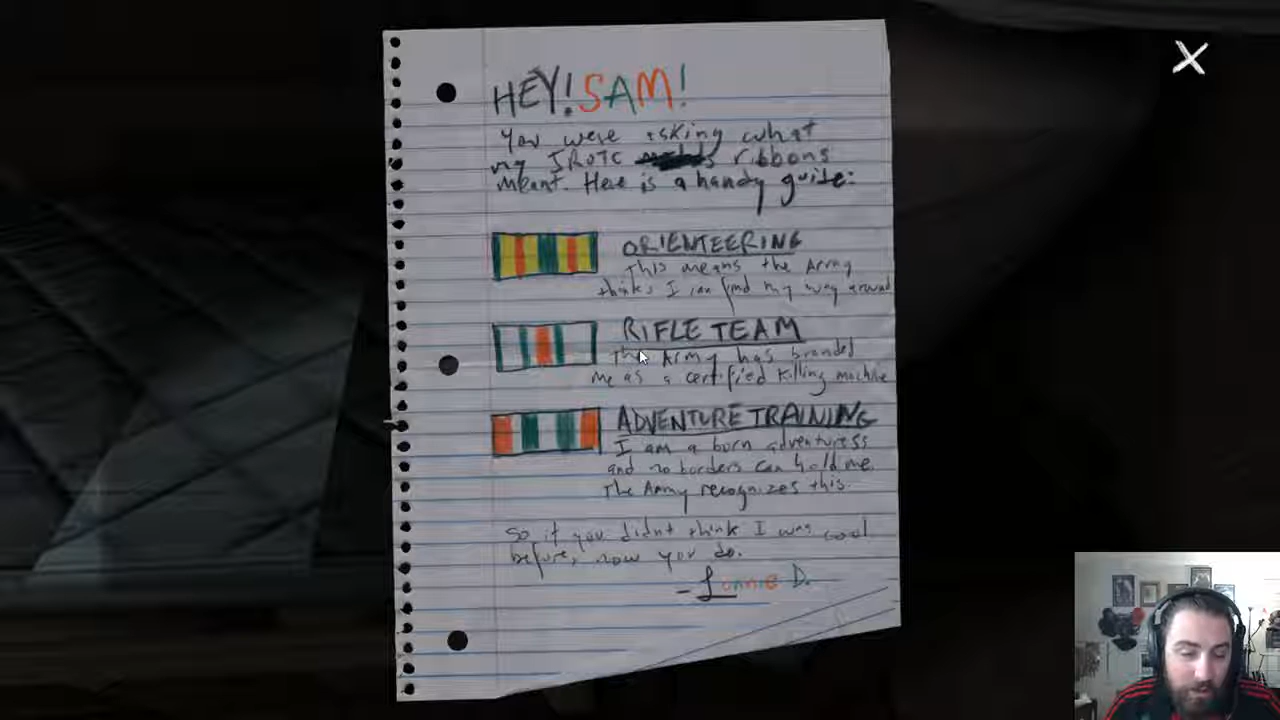 HEY! SAM!
You were asking what
my JROTC ribbons
meant. Here is a handy guide:
ORIENTEERING
This means the Army
thinks I can find my way around
RIFLE TEAM
The Army has branded
me as a certified killing machine
ADVENTURE TRAINING
I am a born adventuress
and no borders can hold me.
The Army recognizes this.
So if you didnt think I was cool
before, now you do.
- Lonnie D.